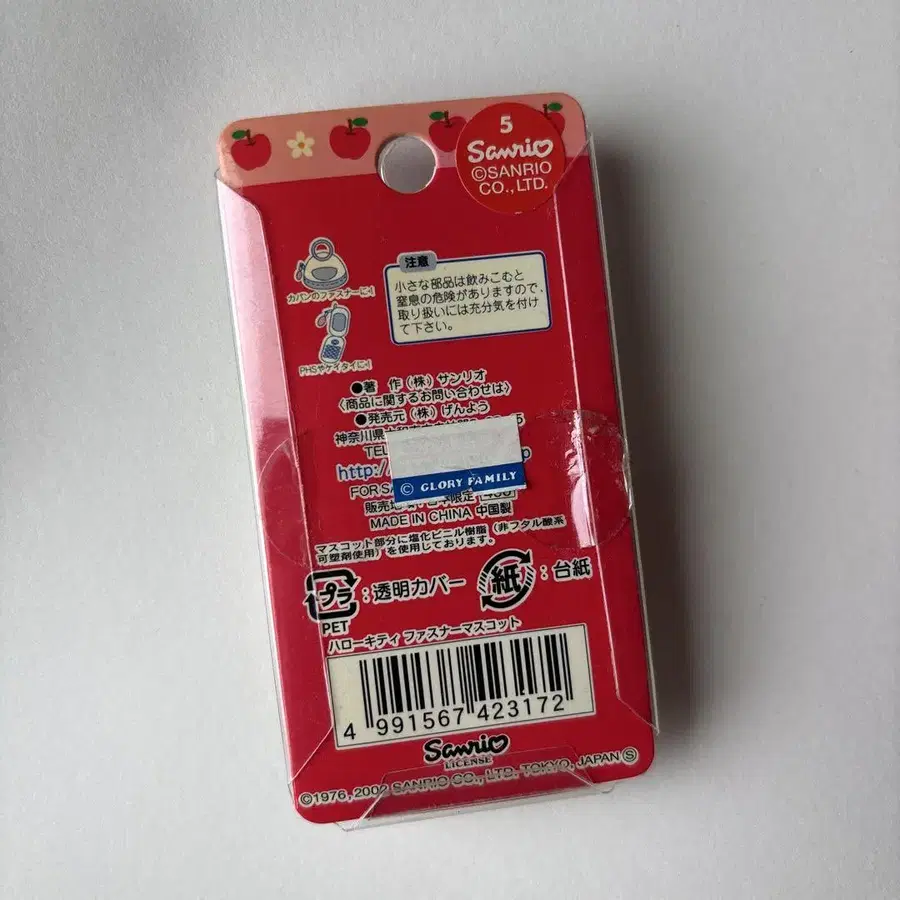 5
Sanrio
©SANRIO
CO., LTD.
注意
小さな部品は飲みこむと
窒息の危険がありますので、
取り扱いには充分気を付け
て下さい。
カバンのファスナーに！
PHSやケイタイに！
●著 作 (株) サンリオ
〈商品に関するお問い合わせは〉
●発売元 (株) げんよう
神奈川県
5
TEL
http://
p
© GLORY FAMILY
FOR SA
販売地
限定
MADE IN CHINA 中国製
マスコット部分に塩化ビニル樹脂 (非フタル酸系
可塑剤使用) を使用しております。
プラ
:透明カバー
紙
:台紙
PET
ハローキティ ファスナーマスコット
4 991567 423172
Sanrio
LICENSE
©1976, 2002 SANRIO CO., LTD. TOKYO, JAPAN Ⓢ